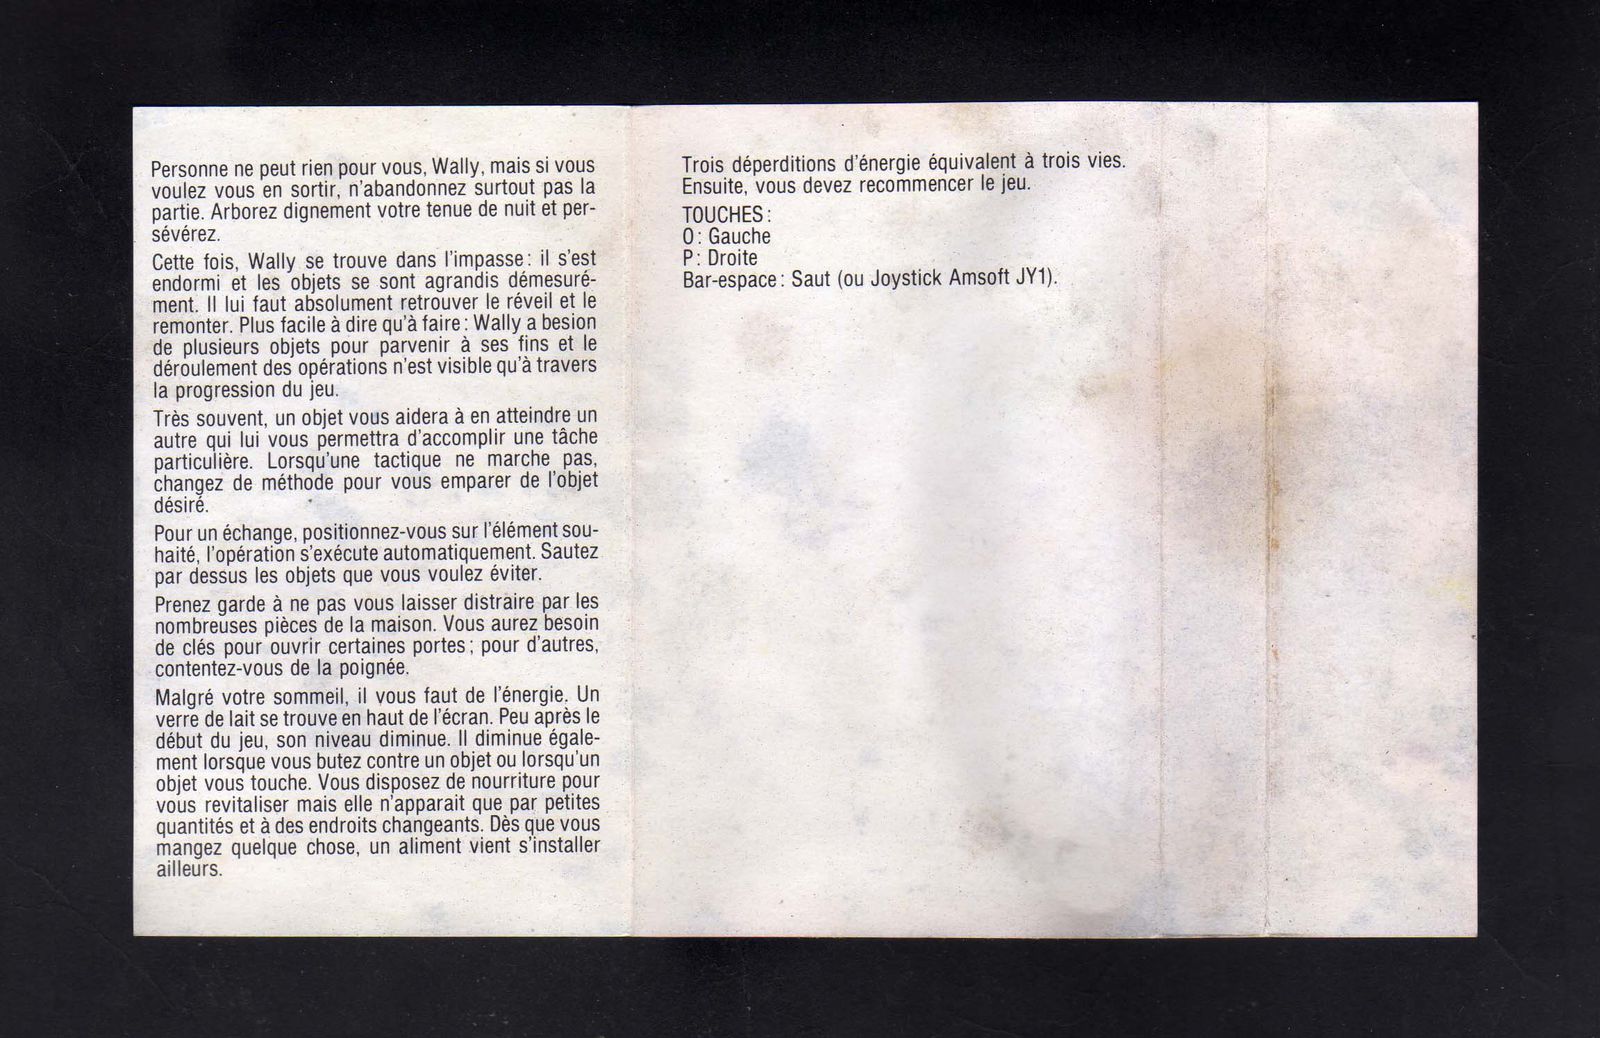 Personne ne peut rien pour vous, Wally, mais si vous
voulez vous en sortir, n'abandonnez surtout pas la
partie. Arborez dignement votre tenue de nuit et per-
sévérez.
Cette fois, Wally se trouve dans l'impasse : il s'est
endormi et les objets se sont agrandis démesuré-
ment. Il lui faut absolument retrouver le réveil et le
remonter. Plus facile à dire qu'à faire : Wally a besion
de plusieurs objets pour parvenir à ses fins et le
déroulement des opérations n'est visible qu'à travers
la progression du jeu.
Très souvent, un objet vous aidera à en atteindre un
autre qui lui vous permettra d'accomplir une tâche
particulière. Lorsqu'une tactique ne marche pas,
changez de méthode pour vous emparer de l'objet
désiré.
Pour un échange, positionnez-vous sur l'élément sou-
haité, l'opération s'exécute automatiquement. Sautez
par dessus les objets que vous voulez éviter.
Prenez garde à ne pas vous laisser distraire par les
nombreuses pièces de la maison. Vous aurez besoin
de clés pour ouvrir certaines portes ; pour d'autres,
contentez-vous de la poignée.
Malgré votre sommeil, il vous faut de l'énergie. Un
verre de lait se trouve en haut de l'écran. Peu après le
début du jeu, son niveau diminue. Il diminue égale-
ment lorsque vous butez contre un objet ou lorsqu'un
objet vous touche. Vous disposez de nourriture pour
vous revitaliser mais elle n'apparait que par petites
quantités et à des endroits changeants. Dès que vous
mangez quelque chose, un aliment vient s'installer
ailleurs.
Trois déperditions d'énergie équivalent à trois vies.
Ensuite, vous devez recommencer le jeu.
TOUCHES :
O : Gauche
P : Droite
Bar-espace : Saut (ou Joystick Amsoft JY1).